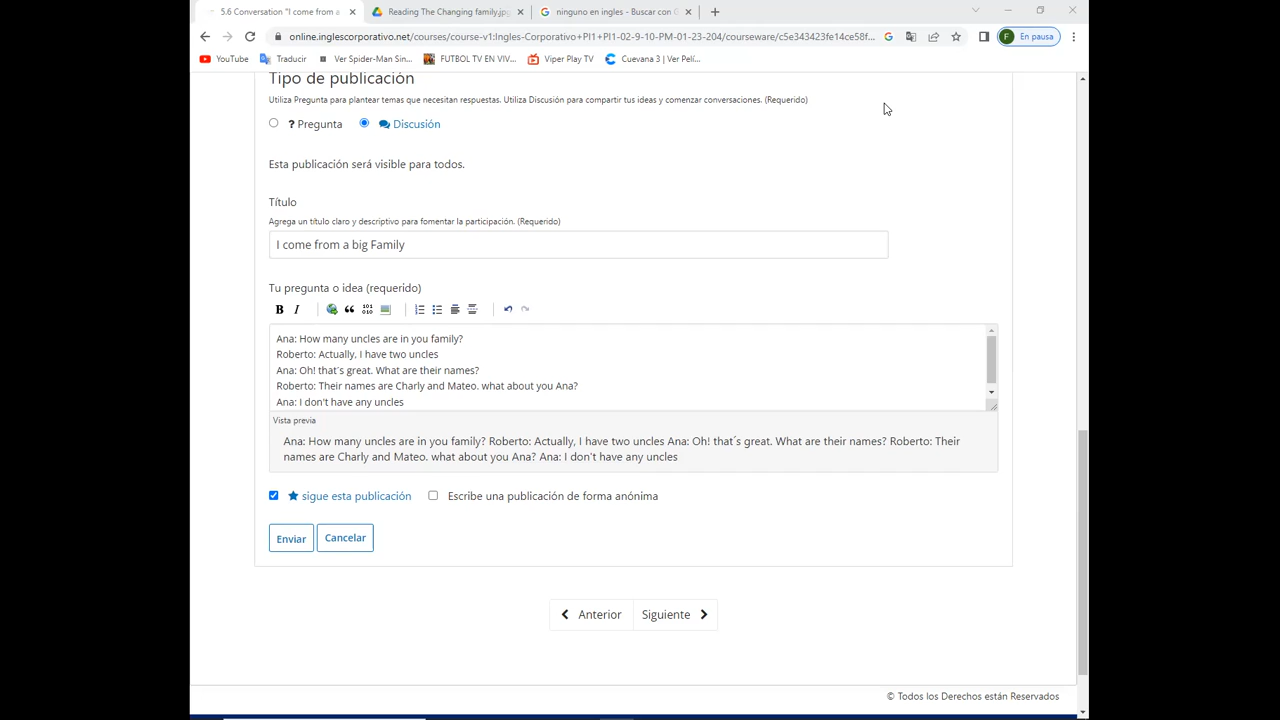 5.6 Conversation "I come from a
Reading The Changing family.jpg
ninguno en ingles - Buscar con G
online.inglescorporativo.net/courses/course-v1:Ingles-Corporativo+PI1+PI1-02-9-10-PM-01-23-204/courseware/c5e343423fe14ce58f...
F En pausa
YouTube
Traducir
Ver Spider-Man Sin...
FUTBOL TV EN VIV...
Viper Play TV
Cuevana 3 | Ver Pelí...
Tipo de publicación
Utiliza Pregunta para plantear temas que necesitan respuestas. Utiliza Discusión para compartir tus ideas y comenzar conversaciones. (Requerido)
? Pregunta
Discusión
Esta publicación será visible para todos.
Título
Agrega un título claro y descriptivo para fomentar la participación. (Requerido)
I come from a big Family
Tu pregunta o idea (requerido)
B I
Ana: How many uncles are in you family?
Roberto: Actually, I have two uncles
Ana: Oh! that´s great. What are their names?
Roberto: Their names are Charly and Mateo. what about you Ana?
Ana: I don't have any uncles
Vista previa
Ana: How many uncles are in you family? Roberto: Actually, I have two uncles Ana: Oh! that´s great. What are their names? Roberto: Their
names are Charly and Mateo. what about you Ana? Ana: I don't have any uncles
sigue esta publicación
Escribe una publicación de forma anónima
Enviar
Cancelar
Anterior
Siguiente
© Todos los Derechos están Reservados